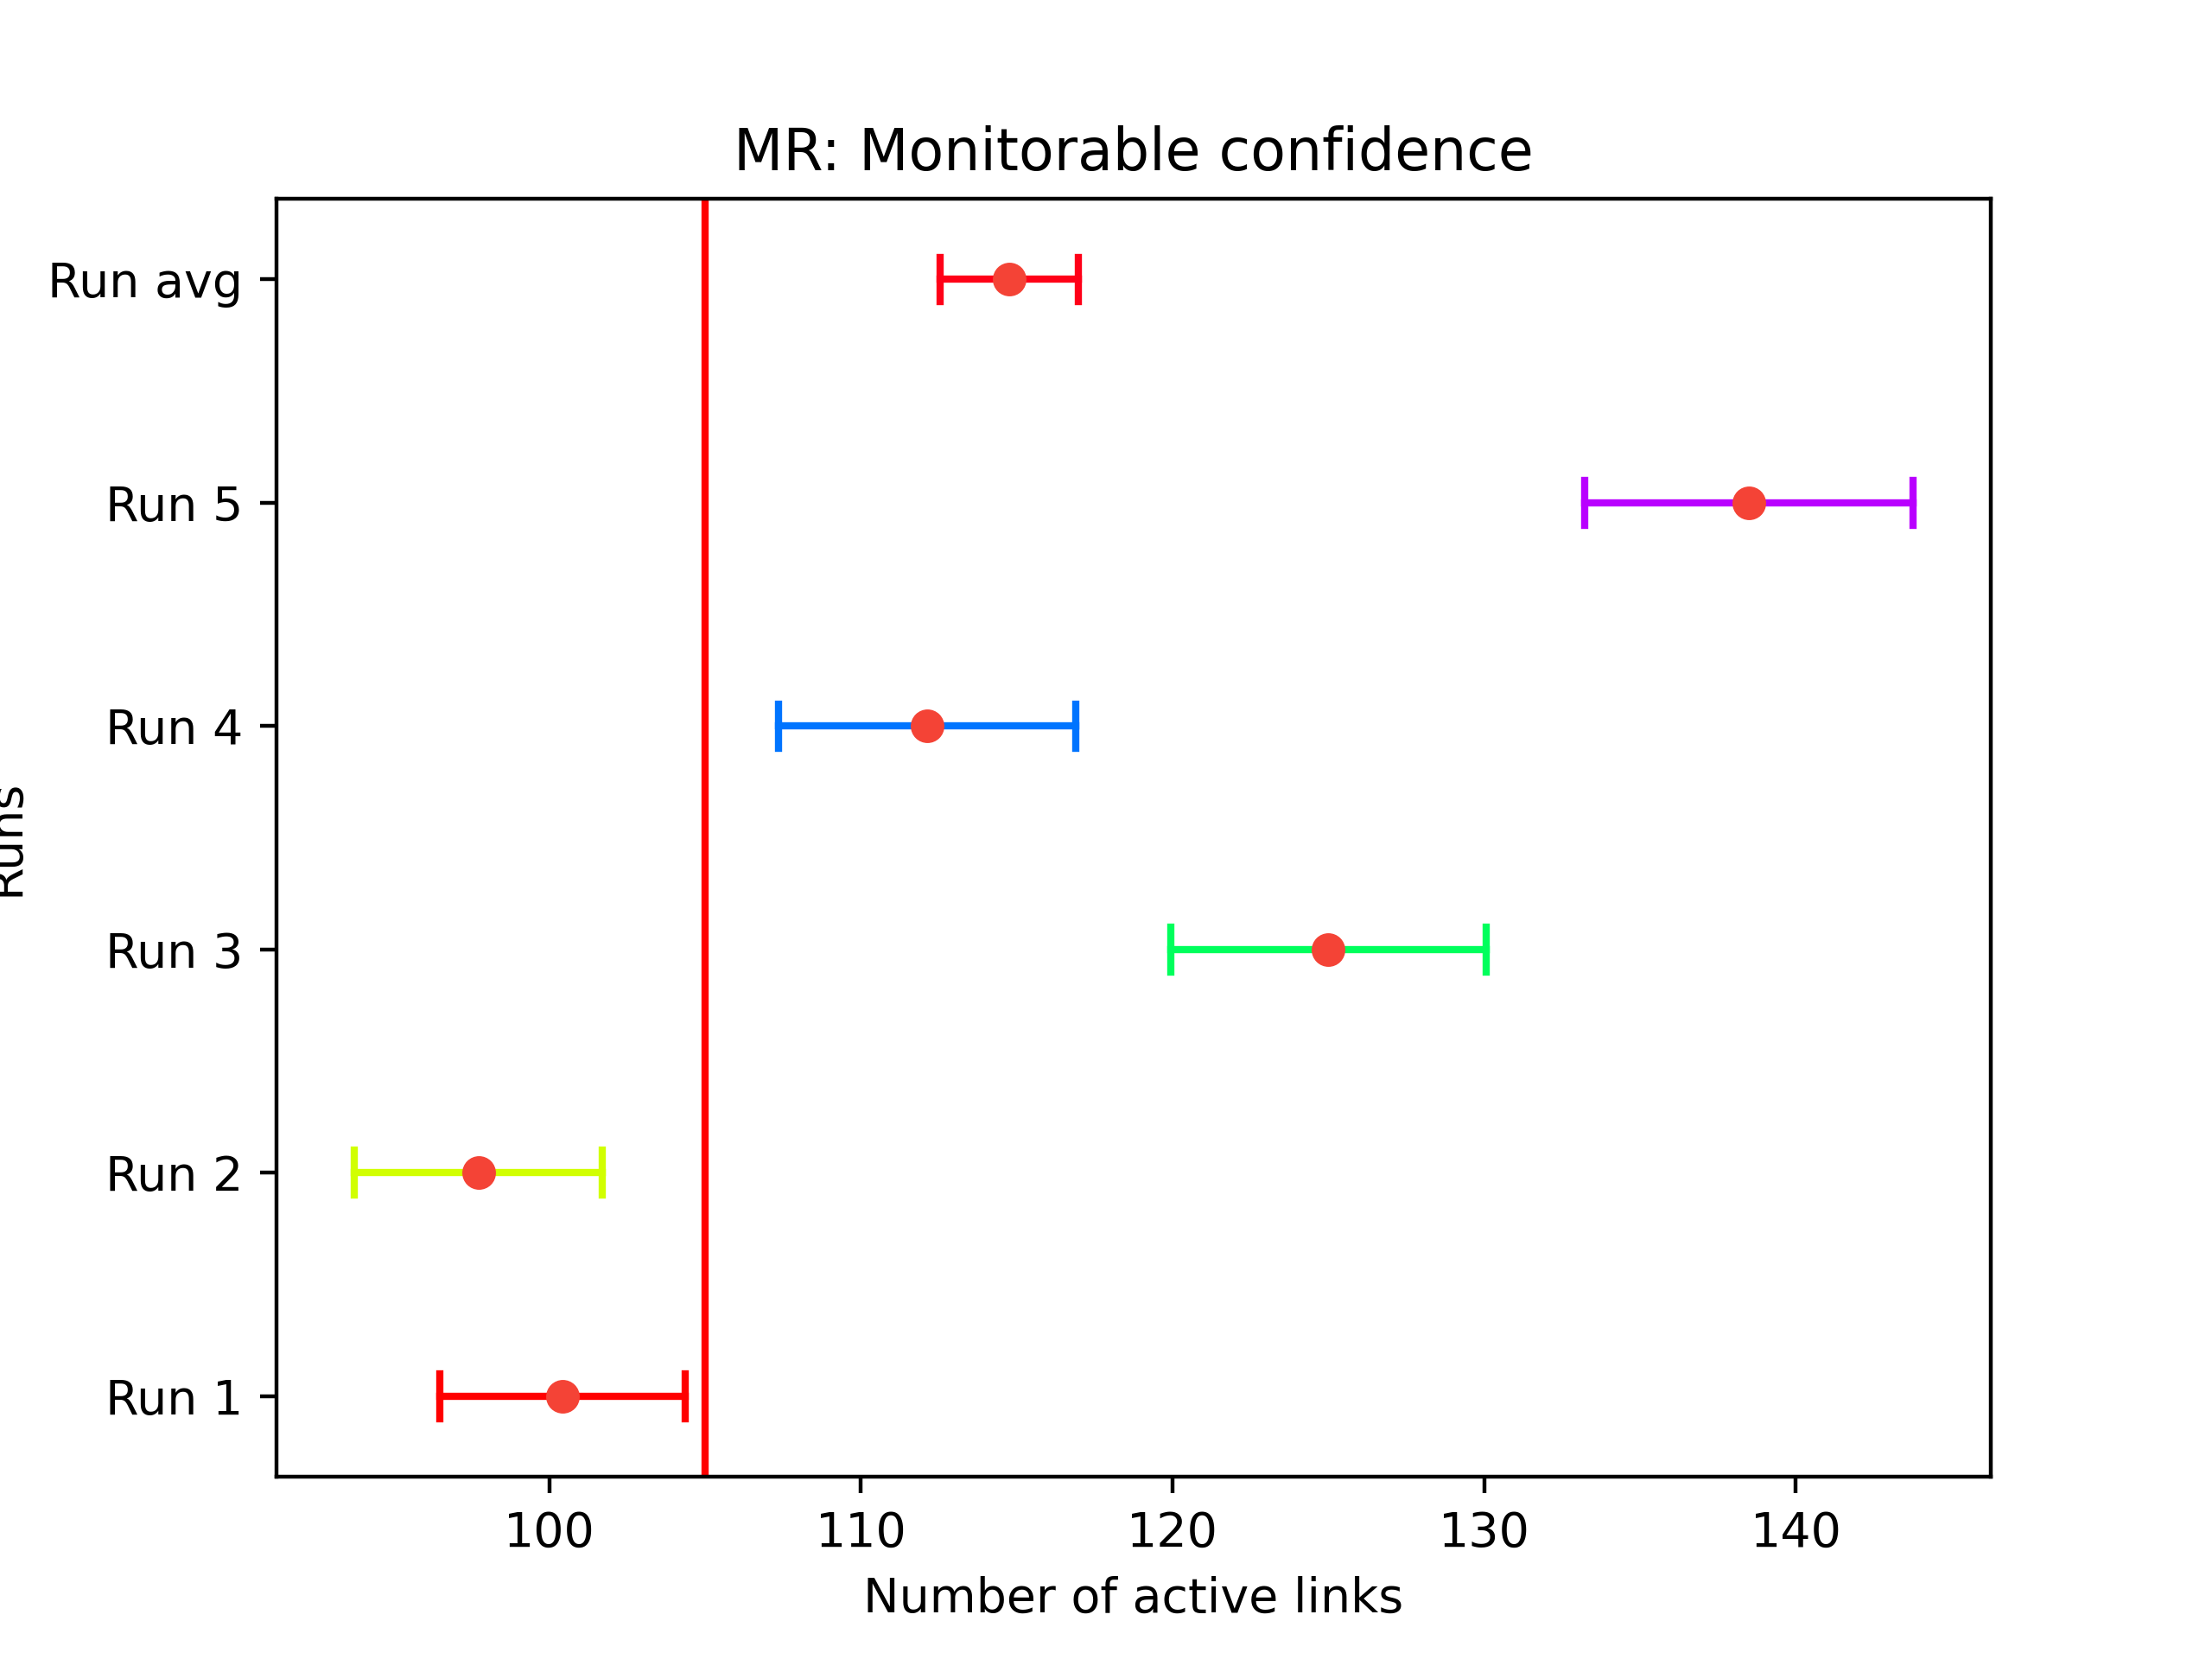 MR: Monitorable confidence
Run avg
Run 5
Run 4
Runs
Run 3
Run 2
Run 1
100 110 120 130 140
Number of active links